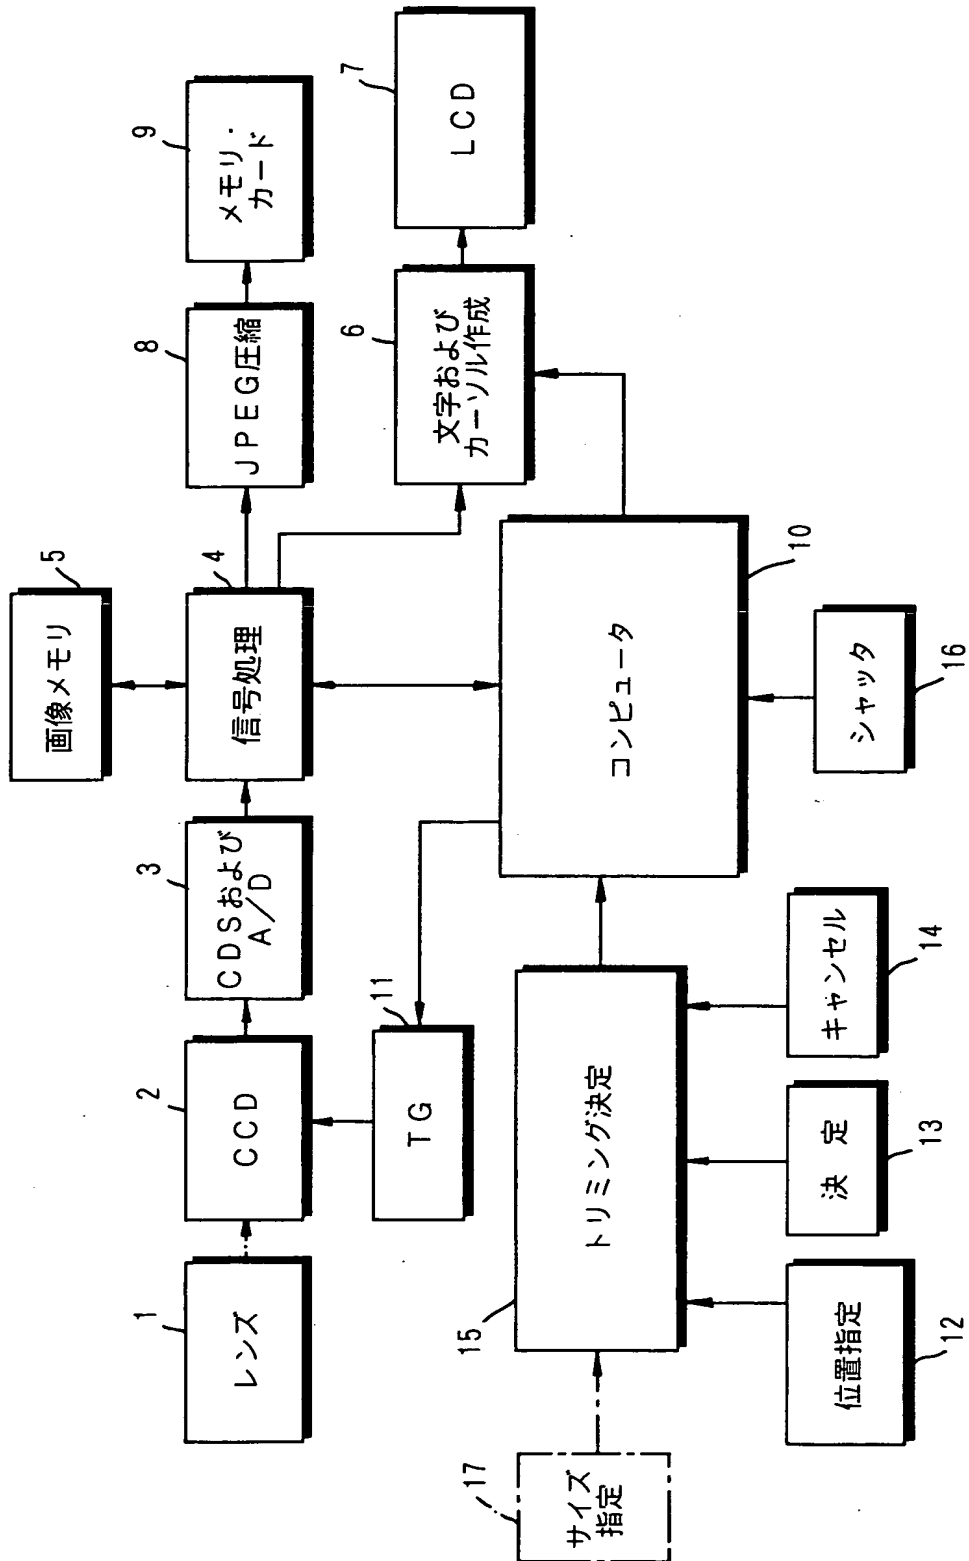 1
レンズ
2
CCD
3
CDSおよび
A/D
4
信号処理
5
画像メモリ
8
JPEG圧縮
9
メモリ・
カード
6
文字および
カーソル作成
7
LCD
11
TG
10
コンピュータ
15
トリミング決定
17
サイズ
指定
12
位置指定
13
決 定
14
キャンセル
16
シャッタ